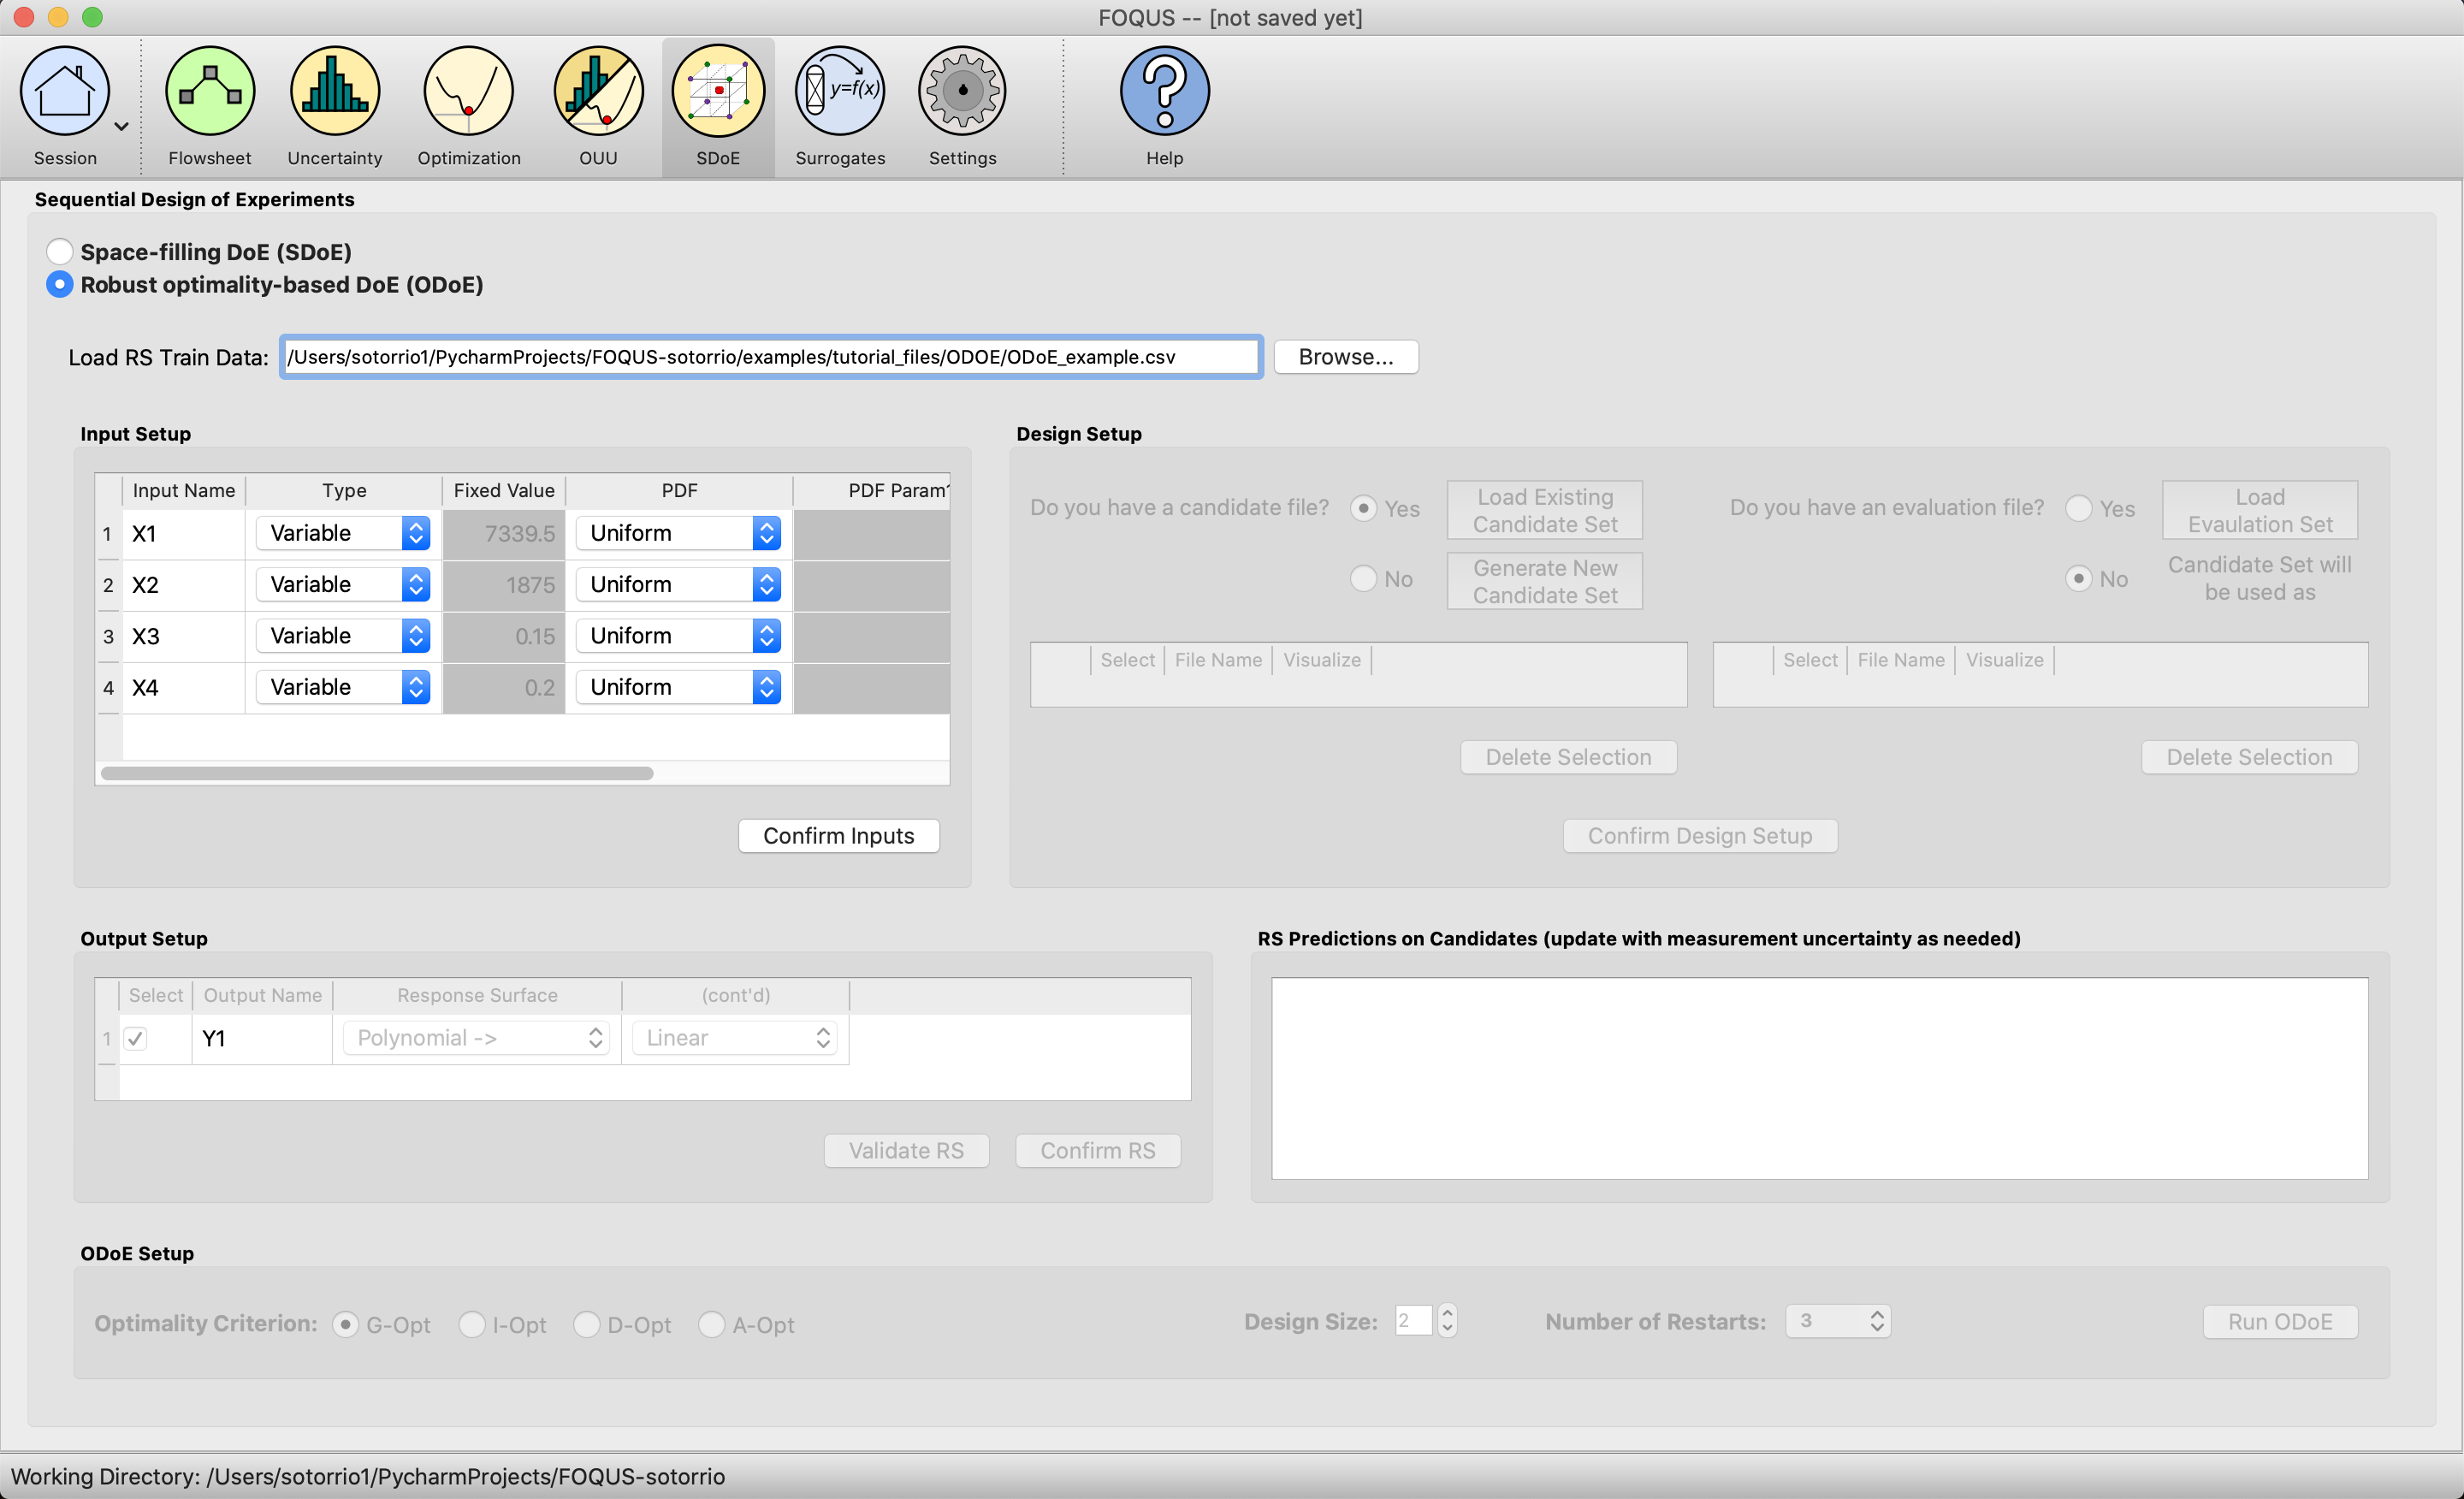 FOQUS -- [not saved yet]
Session
Flowsheet
Uncertainty
Optimization
OUU
SDoE
y=f(x)
Surrogates
Settings
Help
Sequential Design of Experiments
Space-filling DoE (SDoE)
Robust optimality-based DoE (ODoE)
Load RS Train Data: /Users/sotorrio1/PycharmProjects/FOQUS-sotorrio/examples/tutorial_files/ODOE/ODoE_example.csv Browse...
Input Setup
Input Name Type Fixed Value PDF PDF Param
1 X1 Variable 7339.5 Uniform
2 X2 Variable 1875 Uniform
3 X3 Variable 0.15 Uniform
4 X4 Variable 0.2 Uniform
Confirm Inputs
Design Setup
Do you have a candidate file? Yes
Load Existing
Candidate Set
No
Generate New
Candidate Set
Do you have an evaluation file? Yes
Load
Evaulation Set
No
Candidate Set will
be used as
Select File Name Visualize
Select File Name Visualize
Delete Selection
Delete Selection
Confirm Design Setup
Output Setup
Select Output Name Response Surface (cont'd)
1 Y1 Polynomial -> Linear
Validate RS Confirm RS
RS Predictions on Candidates (update with measurement uncertainty as needed)
ODoE Setup
Optimality Criterion: G-Opt I-Opt D-Opt A-Opt Design Size: 2 Number of Restarts: 3 Run ODoE
Working Directory: /Users/sotorrio1/PycharmProjects/FOQUS-sotorrio